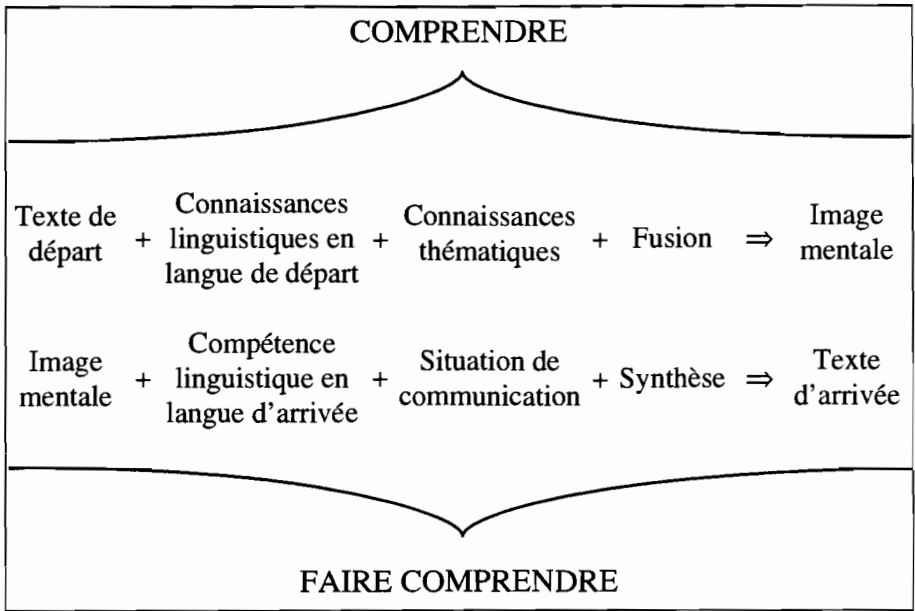 COMPRENDRE
Texte de départ + Connaissances linguistiques en langue de départ + Connaissances thématiques + Fusion ⇒ Image mentale
Image mentale + Compétence linguistique en langue d'arrivée + Situation de communication + Synthèse ⇒ Texte d'arrivée
FAIRE COMPRENDRE